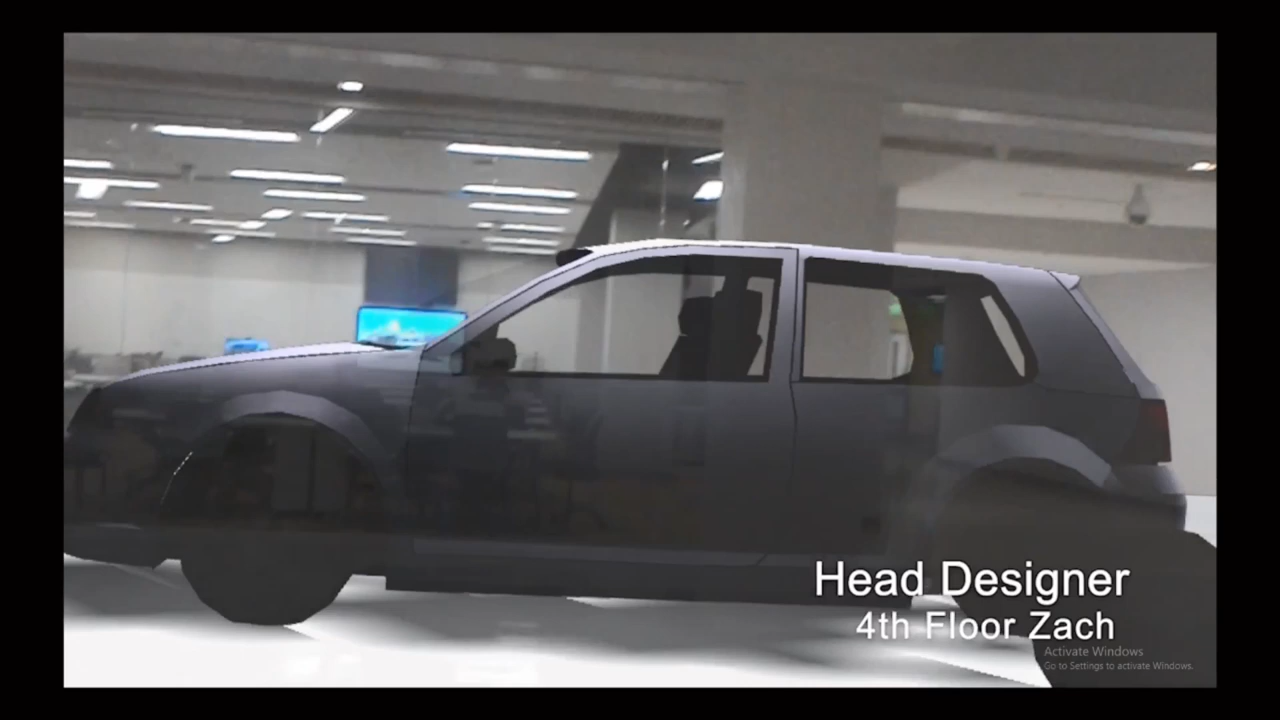 Head Designer
4th Floor Zach
Activate Windows
Go to Settings to activate Windows.